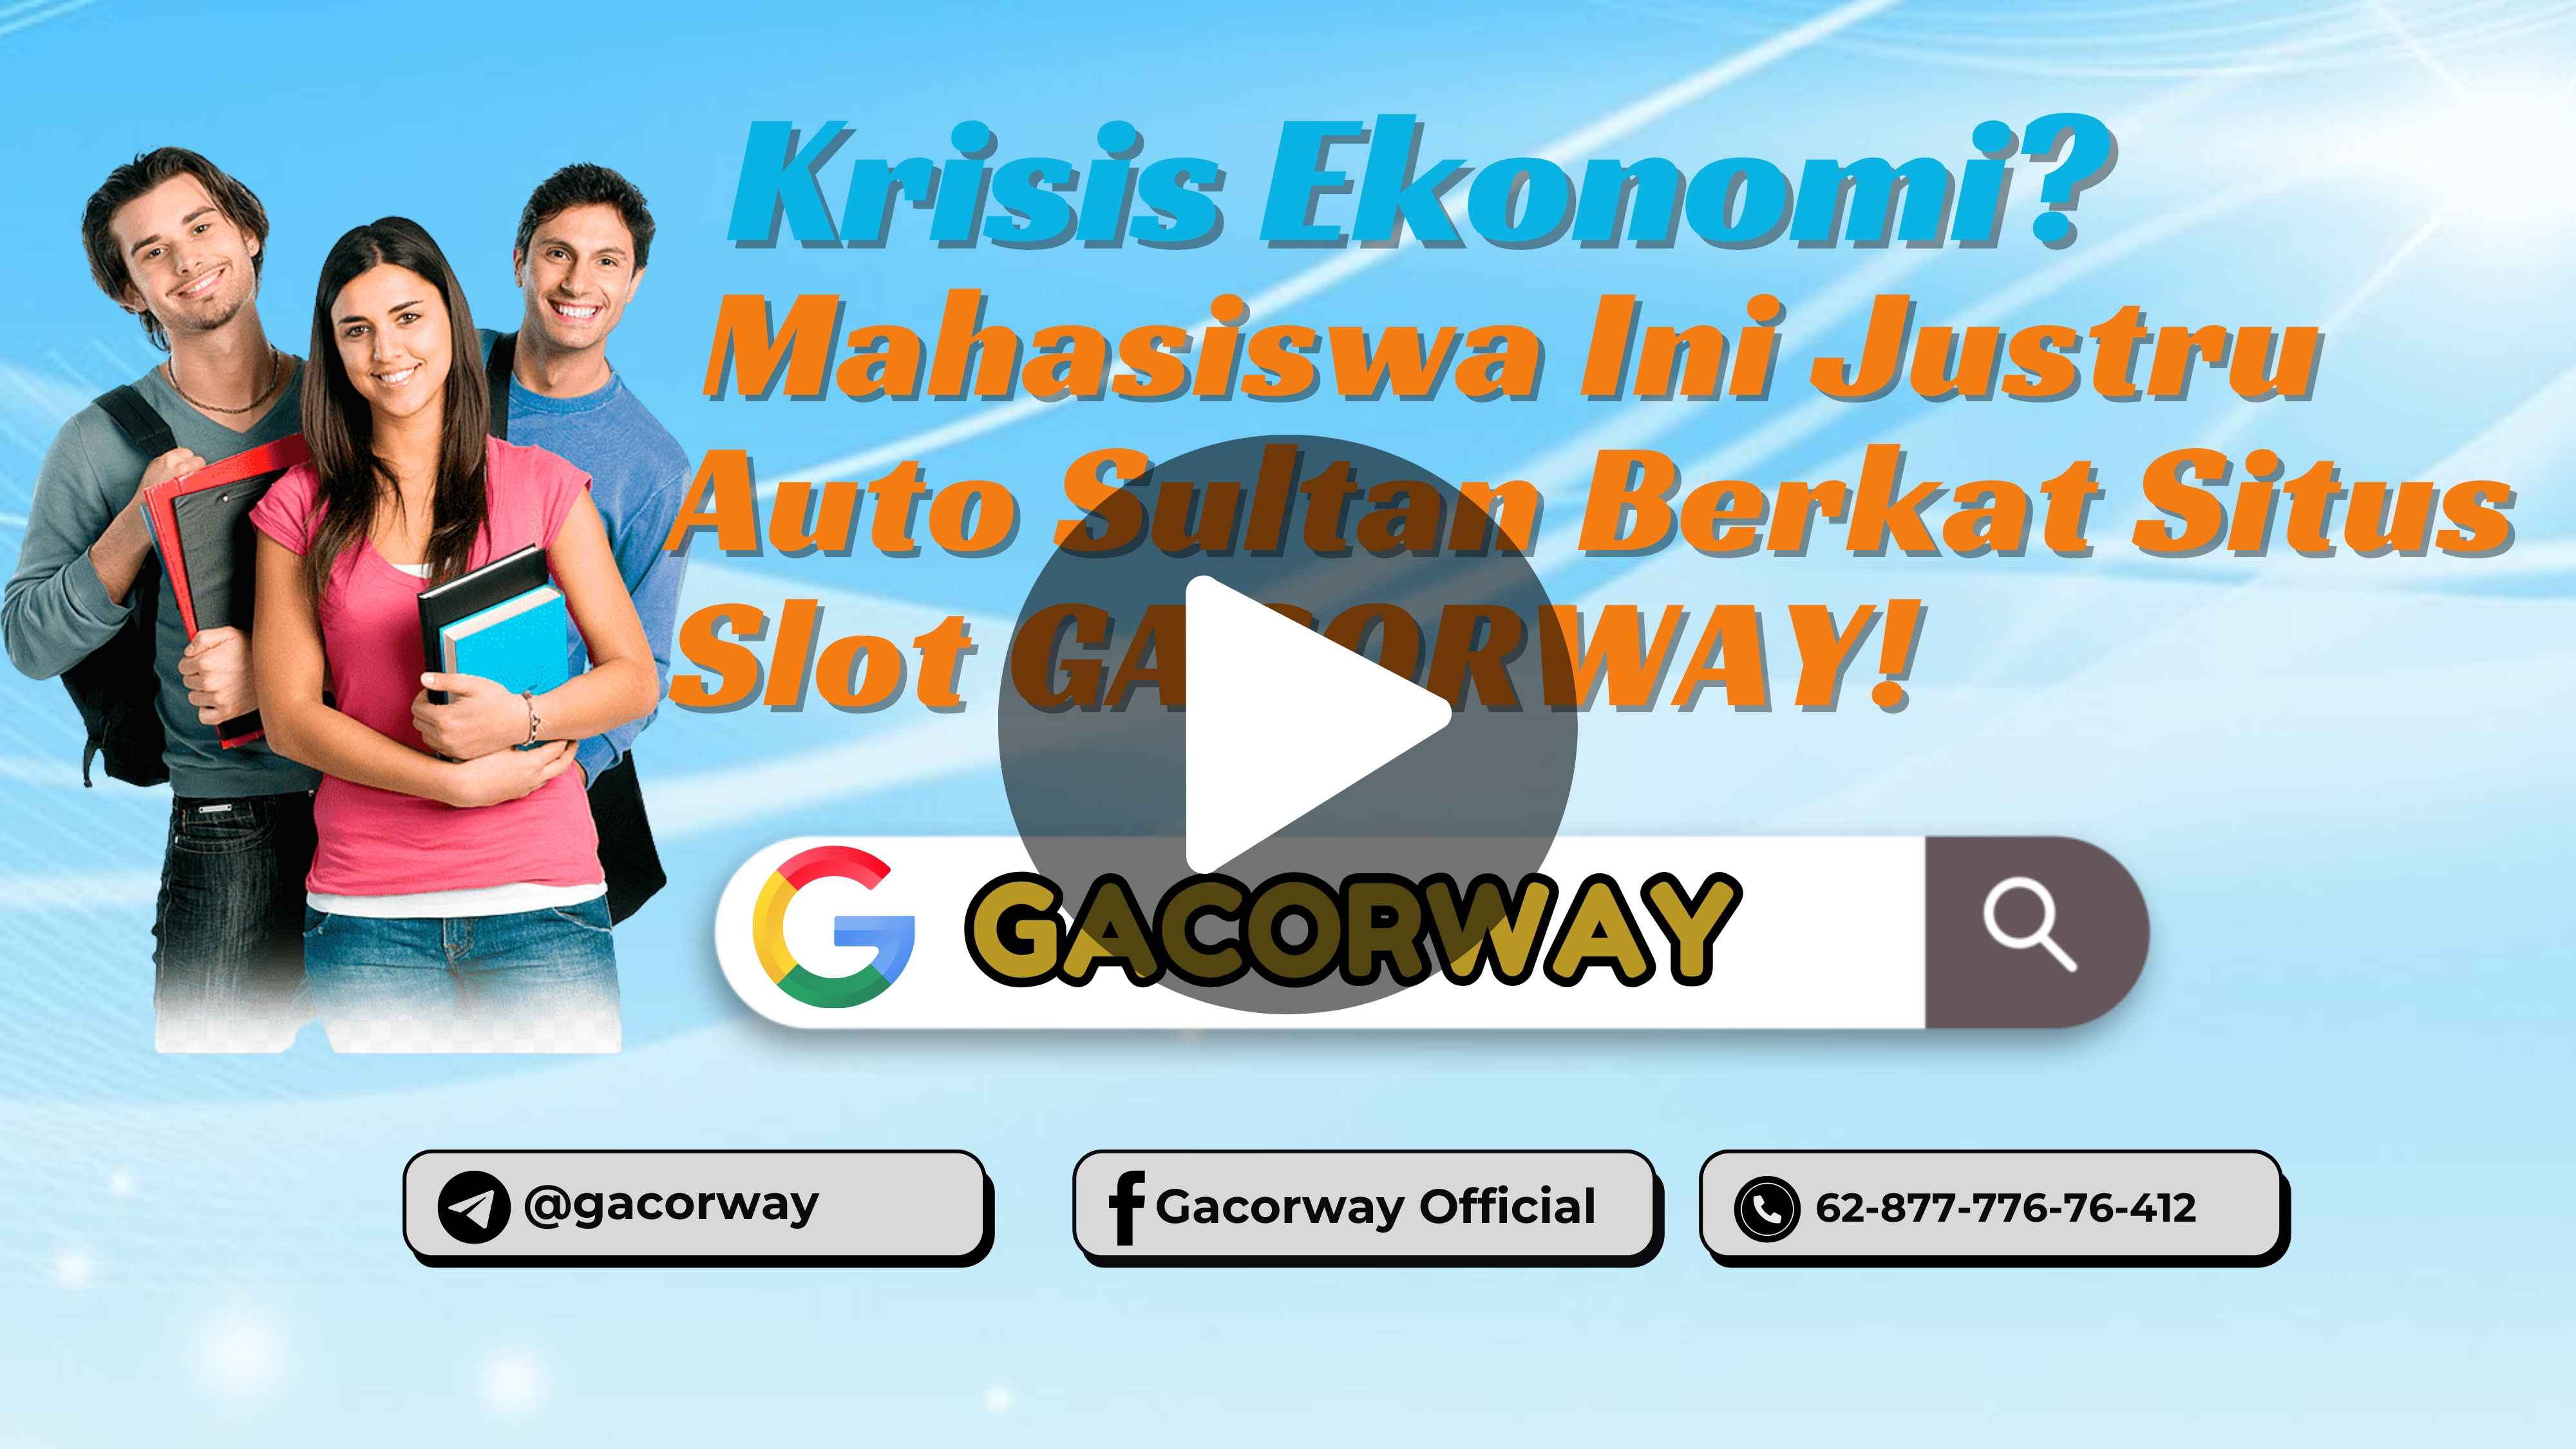 Krisis Ekonomi?
Mahasiswa Ini Justru
Auto Sultan Berkat Situs
Slot GACORWAY!
GACORWAY
@gacorway
Gacorway Official
62-877-776-76-412